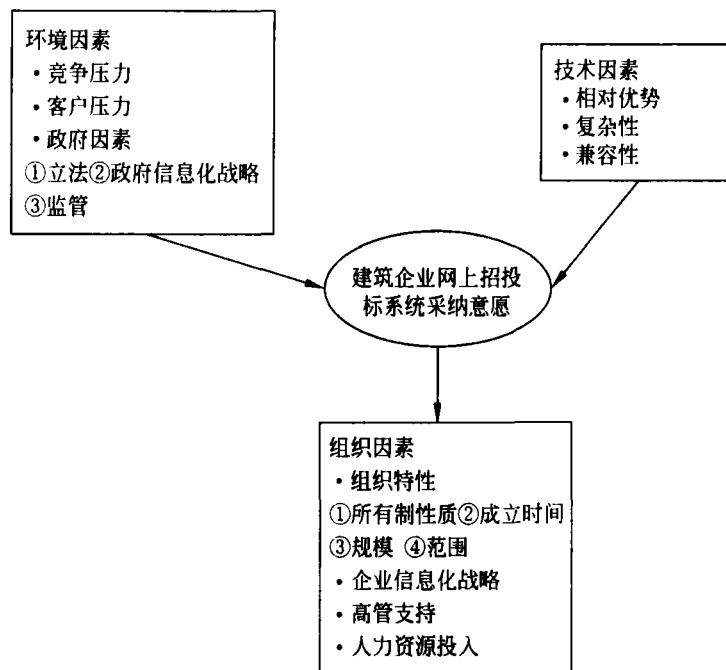 环境因素
·竞争压力
·客户压力
·政府因素
①立法②政府信息化战略
③监管
技术因素
·相对优势
·复杂性
·兼容性
建筑企业网上招投
标系统采纳意愿
组织因素
·组织特性
①所有制性质②成立时间
③规模 ④范围
·企业信息化战略
·高管支持
·人力资源投入